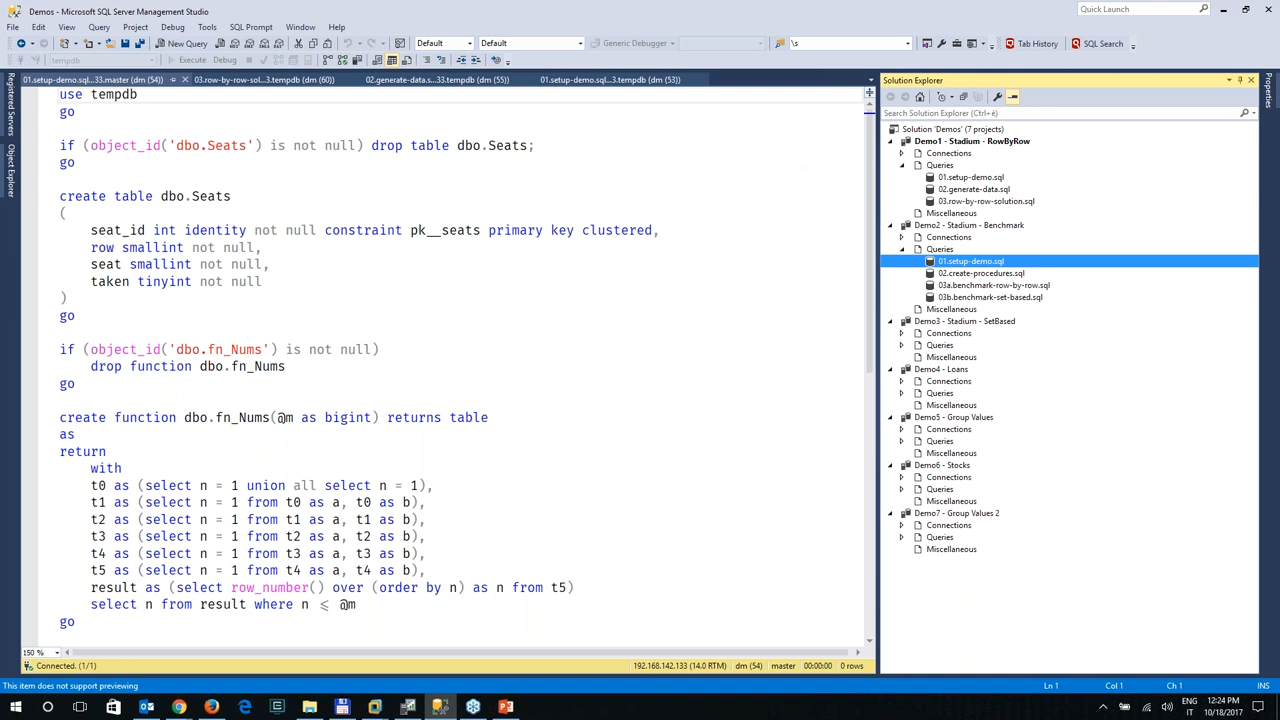 Demos - Microsoft SQL Server Management Studio
Quick Launch
File Edit View Query Project Debug Tools SQL Prompt Window Help
New Query Default Default Generic Debugger \s Tab History SQL Search
tempdb Execute Debug
01.setup-demo.sql...33.master (dm (54)) 03.row-by-row-sol...3.tempdb (dm (60)) 02.generate-data.s...33.tempdb (dm (55)) 01.setup-demo.sql...3.tempdb (dm (53))
Registered Servers
Object Explorer
use tempdb
go
if (object_id('dbo.Seats') is not null) drop table dbo.Seats;
go
create table dbo.Seats
(
seat_id int identity not null constraint pk__seats primary key clustered,
row smallint not null,
seat smallint not null,
taken tinyint not null
)
go
if (object_id('dbo.fn_Nums') is not null)
drop function dbo.fn_Nums
go
create function dbo.fn_Nums(@m as bigint) returns table
as
return
with
t0 as (select n = 1 union all select n = 1),
t1 as (select n = 1 from t0 as a, t0 as b),
t2 as (select n = 1 from t1 as a, t1 as b),
t3 as (select n = 1 from t2 as a, t2 as b),
t4 as (select n = 1 from t3 as a, t3 as b),
t5 as (select n = 1 from t4 as a, t4 as b),
result as (select row_number() over (order by n) as n from t5)
select n from result where n <= @m
go
150 %
Connected. (1/1) 192.168.142.133 (14.0 RTM) dm (54) master 00:00:00 0 rows
Solution Explorer
Search Solution Explorer (Ctrl+è)
Solution 'Demos' (7 projects)
Demo1 - Stadium - RowByRow
Connections
Queries
01.setup-demo.sql
02.generate-data.sql
03.row-by-row-solution.sql
Miscellaneous
Demo2 - Stadium - Benchmark
Connections
Queries
01.setup-demo.sql
02.create-procedures.sql
03a.benchmark-row-by-row.sql
03b.benchmark-set-based.sql
Miscellaneous
Demo3 - Stadium - SetBased
Connections
Queries
Miscellaneous
Demo4 - Loans
Connections
Queries
Miscellaneous
Demo5 - Group Values
Connections
Queries
Miscellaneous
Demo6 - Stocks
Connections
Queries
Miscellaneous
Demo7 - Group Values 2
Connections
Queries
Miscellaneous
Properties
This item does not support previewing Ln 1 Col 1 Ch 1 INS
ENG 12:24 PM
IT 10/18/2017